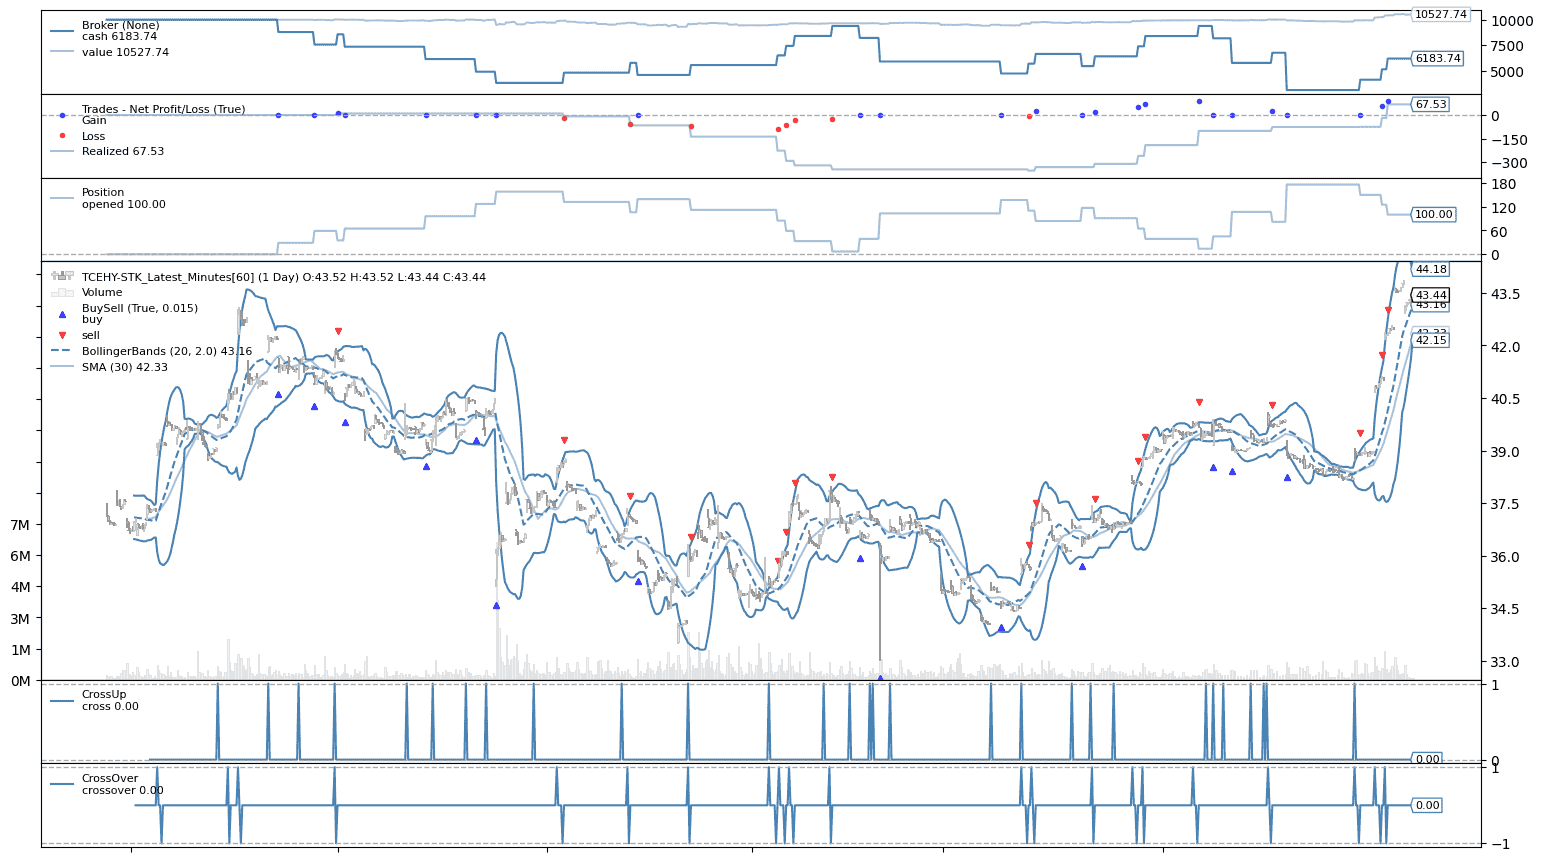 Broker (None)
cash 6183.74
value 10527.74
10527.74
10000
7500
6183.74
5000
Trades - Net Profit/Loss (True)
Gain
Loss
Realized 67.53
67.53
0
−150
−300
Position
opened 100.00
180
120
100.00
60
0
TCEHY-STK_Latest_Minutes[60] (1 Day) O:43.52 H:43.52 L:43.44 C:43.44
Volume
BuySell (True, 0.015)
buy
sell
BollingerBands (20, 2.0) 43.16
SMA (30) 42.33
44.18
43.44
43.16
42.33
42.15
43.5
42.0
40.5
39.0
37.5
36.0
34.5
33.0
7M
6M
4M
3M
1M
0M
CrossUp
cross 0.00
1
0.00
0
CrossOver
crossover 0.00
1
0.00
−1